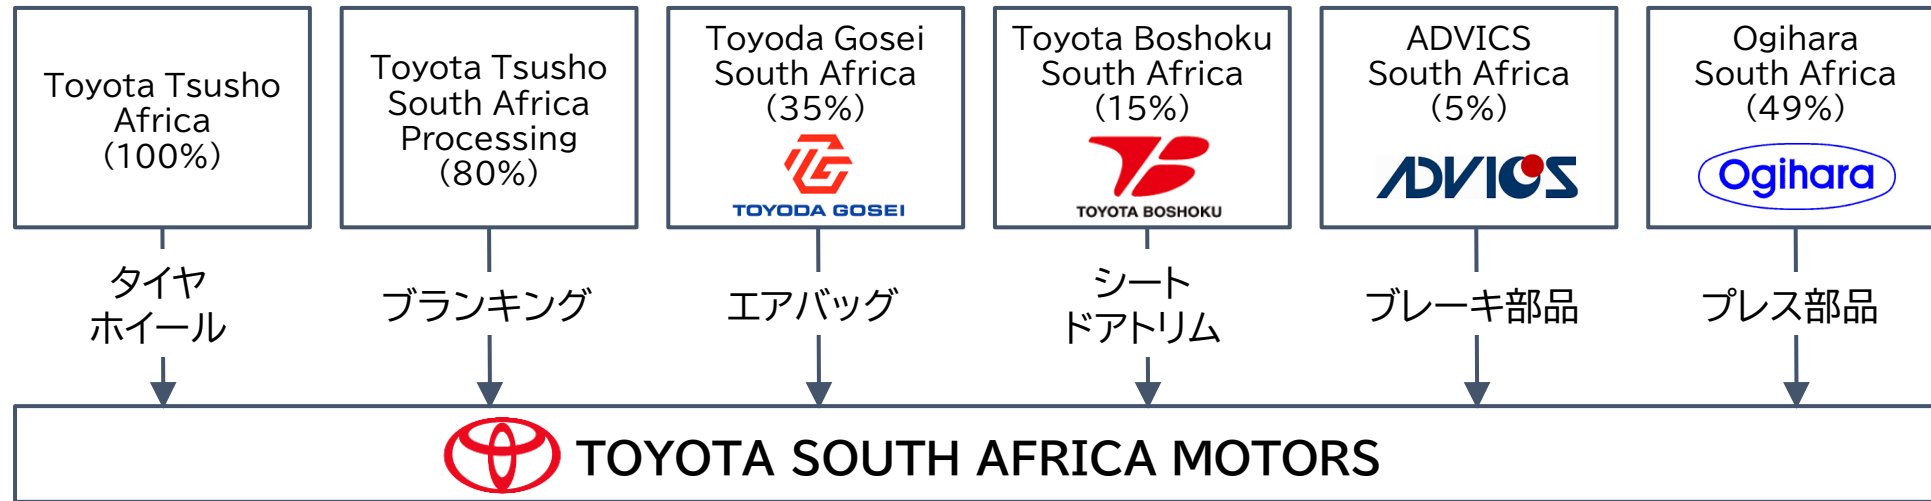 Toyota Tsusho
Africa
(100%)
Toyota Tsusho
South Africa
Processing
(80%)
Toyoda Gosei
South Africa
(35%)
TOYODA GOSEI
Toyota Boshoku
South Africa
(15%)
TOYOTA BOSHOKU
ADVICS
South Africa
(5%)
ADVICS
Ogihara
South Africa
(49%)
Ogihara
タイヤ
ホイール
ブランキング
エアバッグ
シート
ドアトリム
ブレーキ部品
プレス部品
TOYOTA SOUTH AFRICA MOTORS